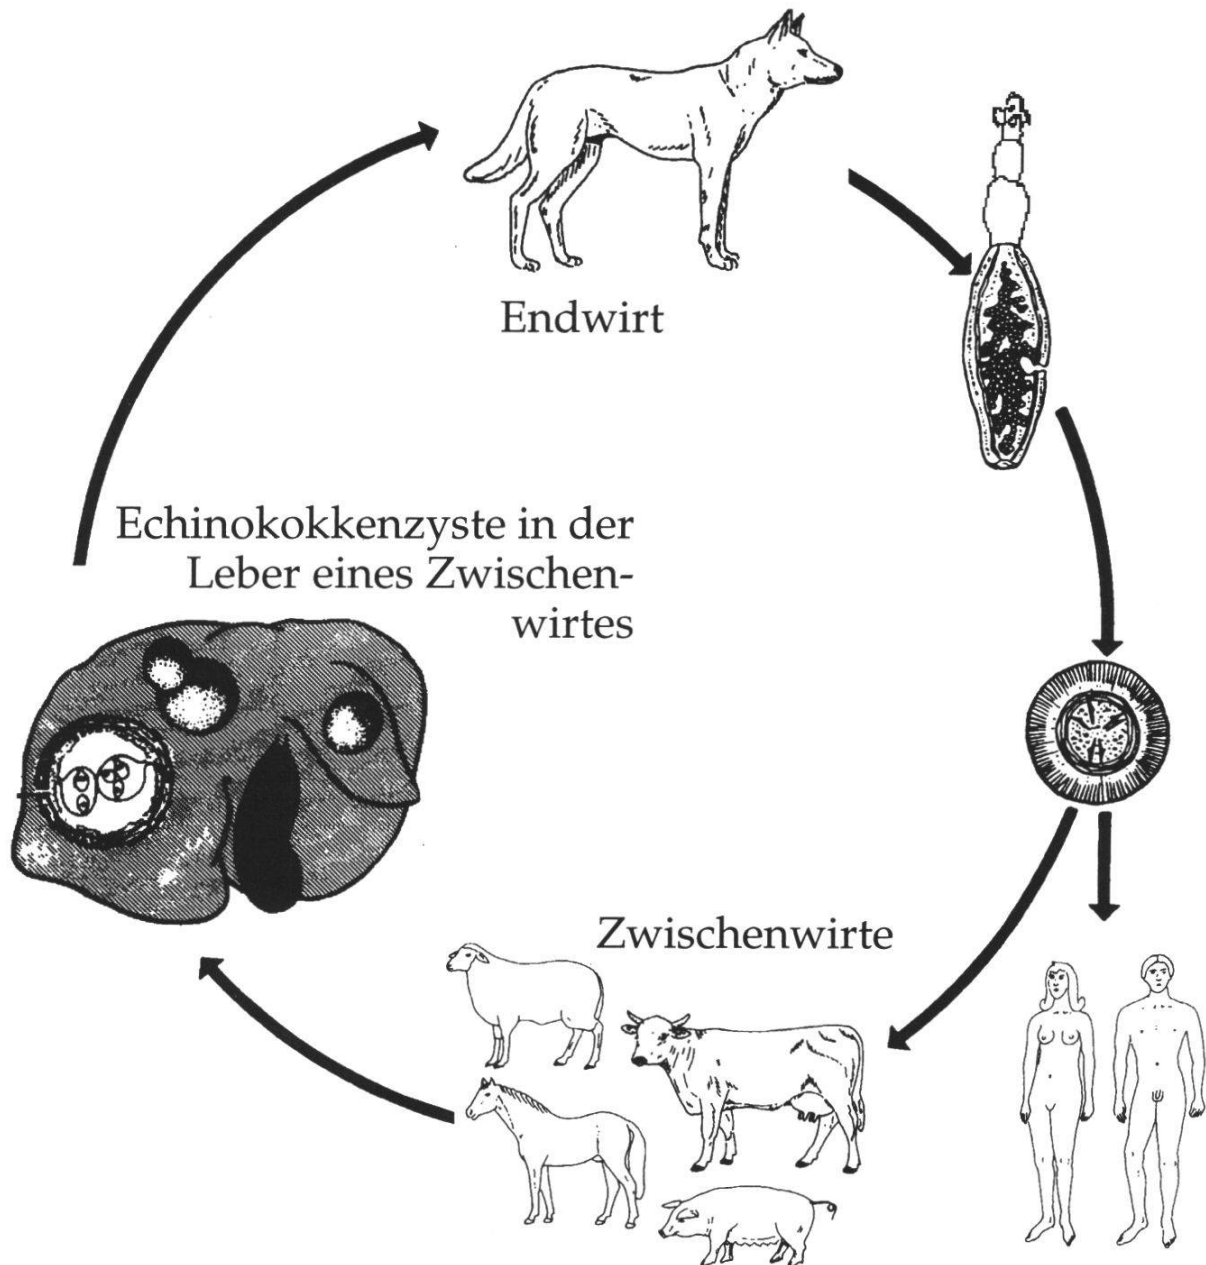 Endwirt
Echinokokkenzyste in der
Leber eines Zwischen-
wirtes
Zwischenwirte